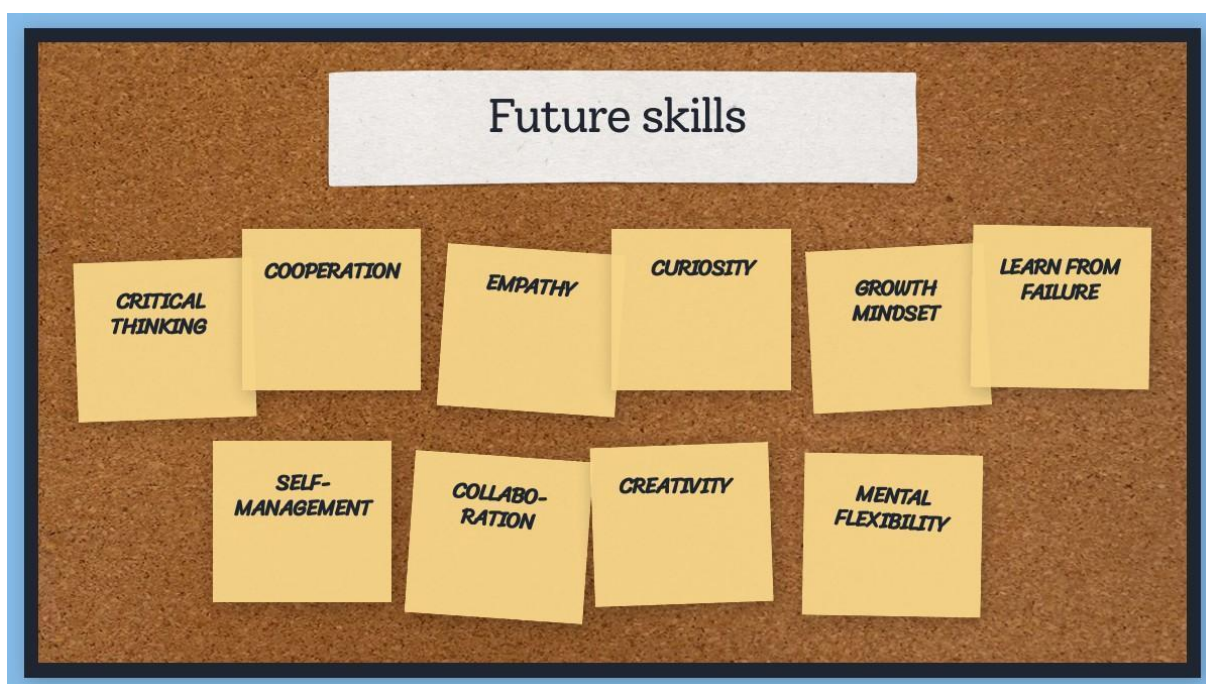 Future skills
CRITICAL
THINKING
COOPERATION
EMPATHY
CURIOSITY
GROWTH
MINDSET
LEARN FROM
FAILURE
SELF-
MANAGEMENT
COLLABO-
RATION
CREATIVITY
MENTAL
FLEXIBILITY